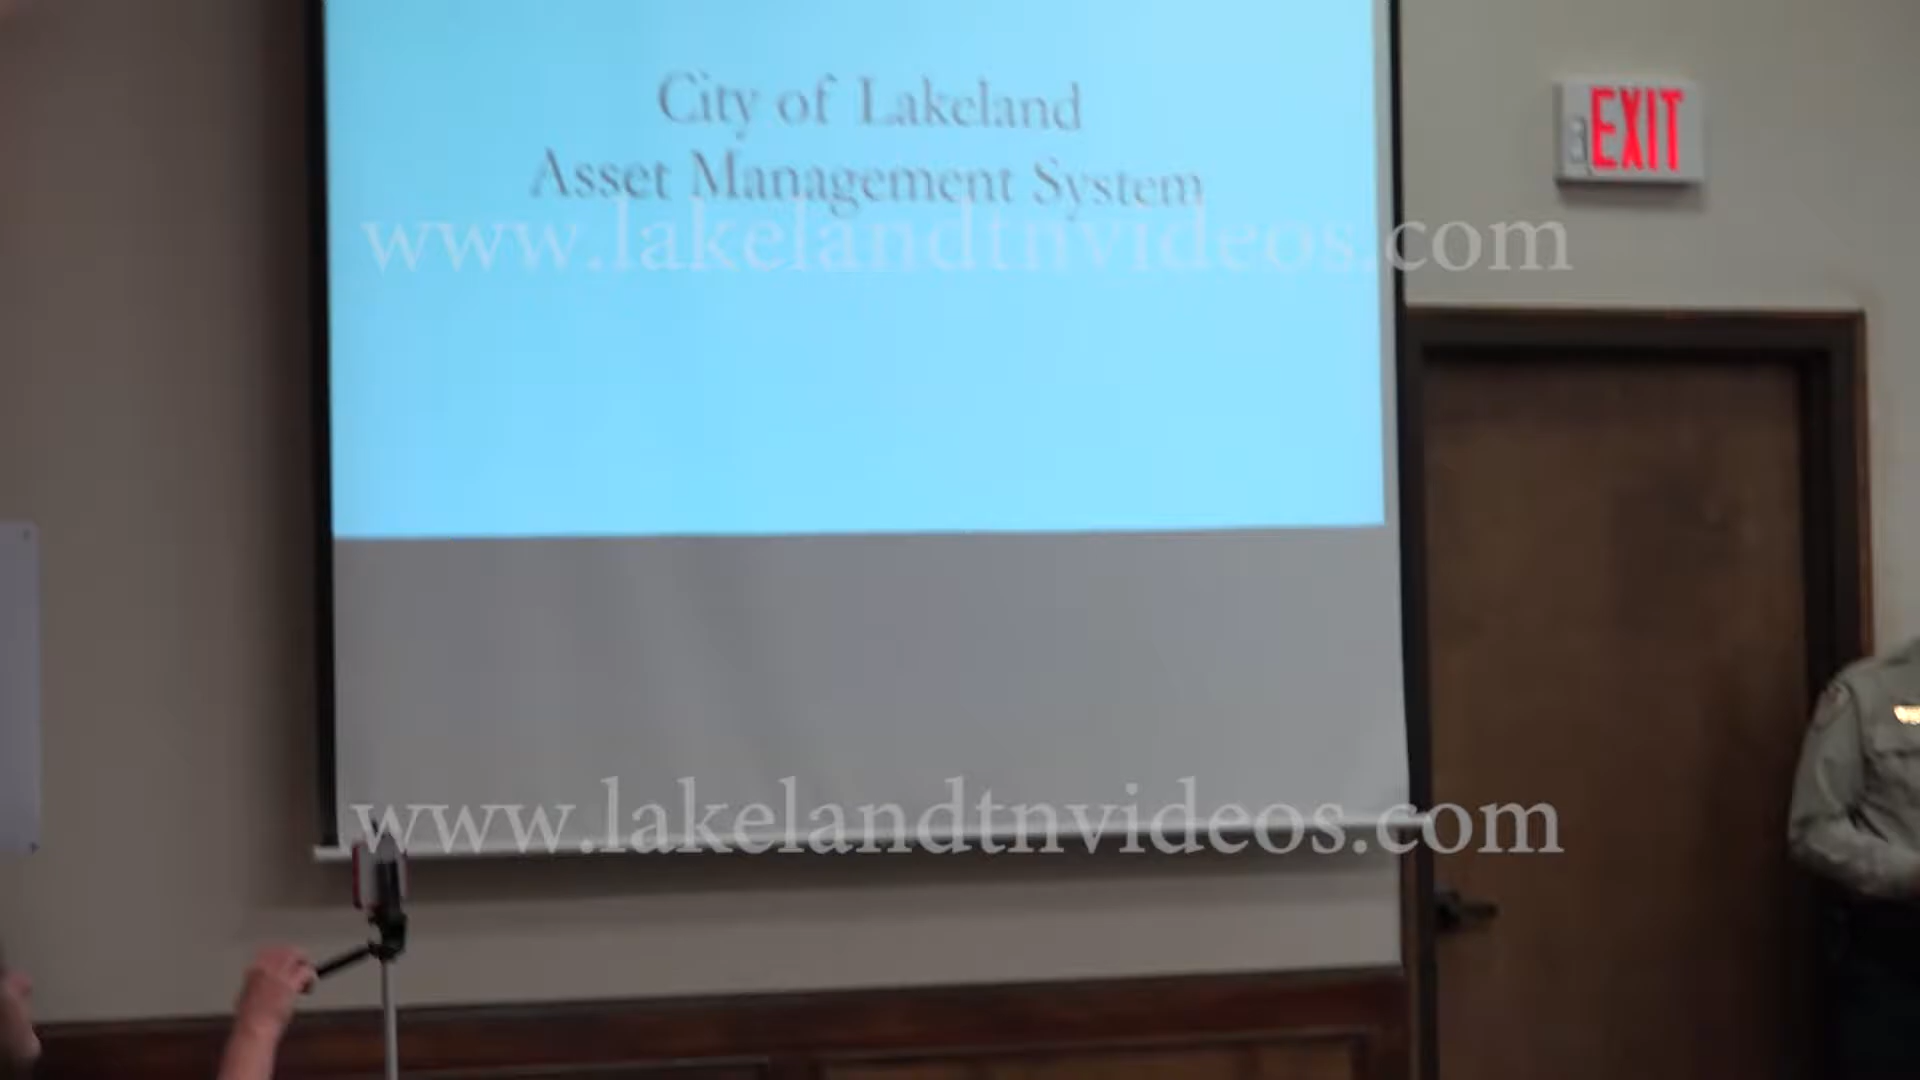 City of Lakeland
EXIT
Asset Management System
www.lakelandtnvideos.com
www.lakelandtnvideos.com